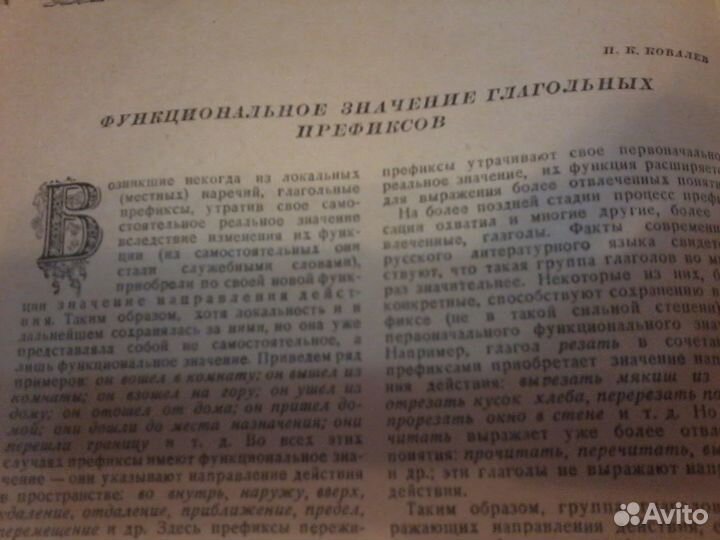 П. К. КОВАЛЕВ
ФУНКЦИОНАЛЬНОЕ ЗНАЧЕНИЕ ГЛАГОЛЬНЫХ
ПРЕФИКСОВ
Возникшие некогда из локальных
(местных) наречий, глагольные
префиксы, утратив свое само-
стоятельное реальное значение
вследствие изменения их функ-
ции (из самостоятельных они
стали служебными словами),
приобрели по своей новой функ-
ции значение направления дейст-
вия. Таким образом, хотя локальность и в
дальнейшем сохранялась за ними, но она уже
представляла собой не самостоятельное, а
лишь функциональное значение. Приведем ряд
примеров: он вошел в комнату; он вышел из
комнаты; он взошел на гору; он ушел из
дому; он отошел от дома; он пришел до-
мой; они дошли до места назначения; они
перешли границу и т. д. Во всех этих
случаях префиксы имеют функциональное зна-
чение — они указывают направление действия
в пространстве: во внутрь, наружу, вверх,
удаление, отдаление, приближение, предел,
перемещение и др. Здесь префиксы пережи-
префиксы утрачивают свое первоначально
реальное значение, их функция расширяет
для выражения более отвлеченных поняти
На более поздней стадии процесс префи
сация охватил и многие другие, более
влеченные, глаголы. Факты современ
русского литературного языка свидет
ствуют, что такая группа глаголов во м
раз значительнее. Некоторые из них, б
конкретные, способствуют сохранению в
фиксе (не в такой сильной степени)
первоначального функционального знач
Например, глагол резать в сочета
префиксами приобретает значение напр
ния действия: вырезать мякиш из
отрезать кусок хлеба, перерезать по
прорезать окно в стене и т. д. Но
читать выражает уже более отвл
понятия: прочитать, перечитать, вы
и др.; эти глаголы не выражают напр
действия.
Таким образом, группа глаголов
ражающих направления действия,
Avito